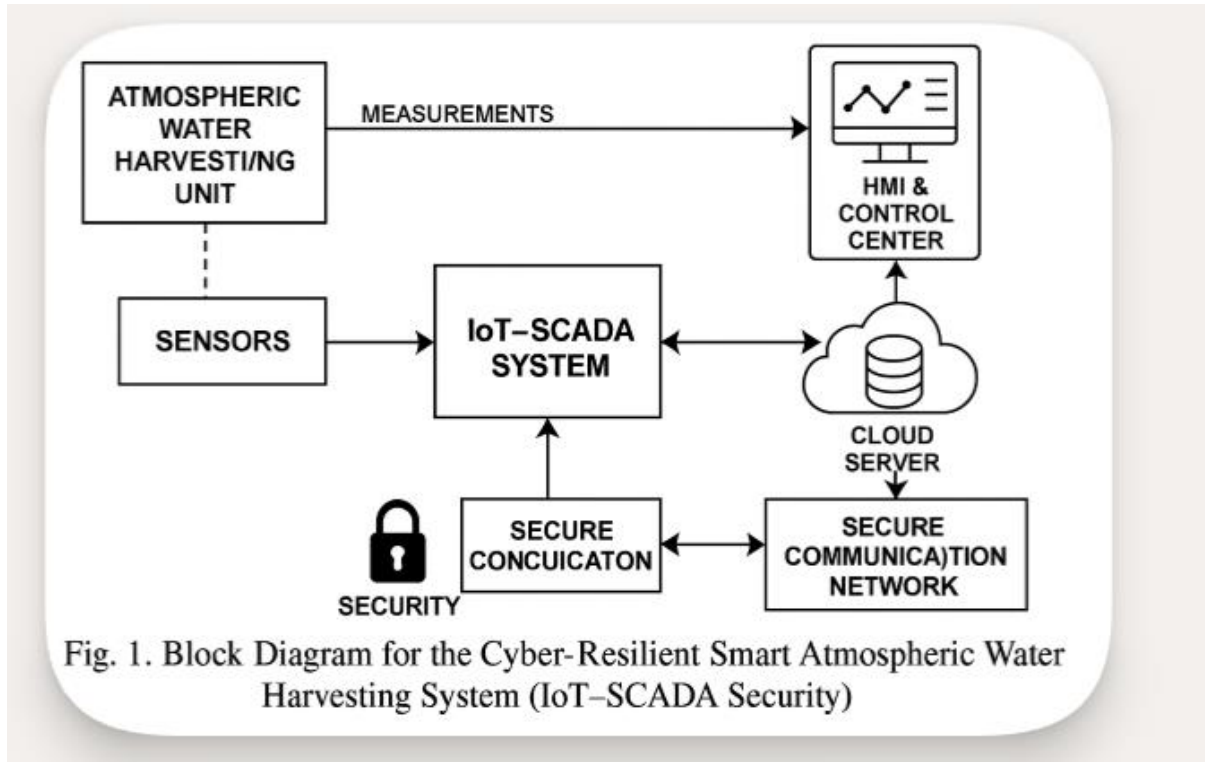 ATMOSPHERIC
WATER
HARVESTI/NG
UNIT
MEASUREMENTS
HMI &
CONTROL
CENTER
SENSORS
IoT–SCADA
SYSTEM
CLOUD
SERVER
SECURITY
SECURE
CONCUICATON
SECURE
COMMUNICA)TION
NETWORK
Fig. 1. Block Diagram for the Cyber-Resilient Smart Atmospheric Water
Harvesting System (IoT–SCADA Security)